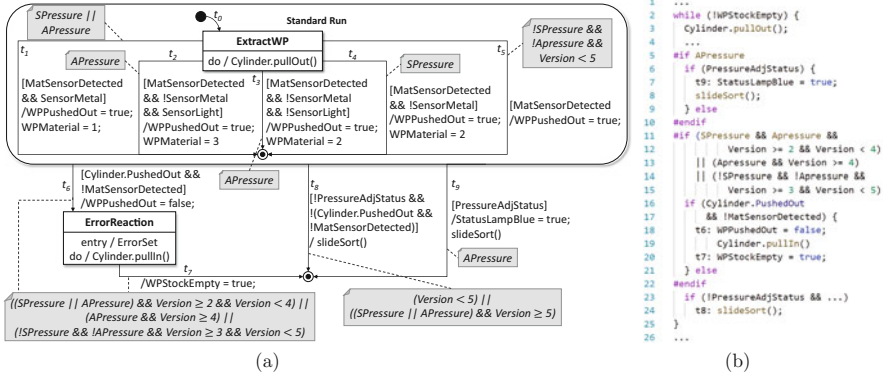 SPressure ||
APressure
t0
Standard Run
ExtractWP
do / Cylinder.pullOut()
!SPressure &&
!Apressure &&
Version < 5
t1
t2
t3
t4
t5
APressure
SPressure
[MatSensorDetected
&& SensorMetal]
/WPPushedOut = true;
WPMaterial = 1;
[MatSensorDetected
&& !SensorMetal
&& SensorLight]
/WPPushedOut = true;
WPMaterial = 3
[MatSensorDetected
&& !SensorMetal
&& !SensorLight]
/WPPushedOut = true;
WPMaterial = 2
[MatSensorDetected
&& !SensorMetal]
/WPPushedOut = true;
WPMaterial = 2
[MatSensorDetected
/WPPushedOut = true;
t6
[Cylinder.PushedOut &&
!MatSensorDetected]
/WPPushedOut = false;
APressure
t8
[!PressureAdjStatus &&
!(Cylinder.PushedOut &&
!MatSensorDetected)]
/ slideSort()
t9
[PressureAdjStatus]
/StatusLampBlue = true;
slideSort()
APressure
ErrorReaction
entry / ErrorSet
do / Cylinder.pullIn()
t7
/WPStockEmpty = true;
((SPressure || APressure) && Version ≥ 2 && Version < 4) ||
(APressure && Version ≥ 4) ||
(!SPressure && !APressure && Version ≥ 3 && Version < 5)
(Version < 5) ||
((SPressure || APressure) && Version ≥ 5)
(a)
1 ...
2 while (!WPStockEmpty) {
3 Cylinder.pullOut();
4 ...
5 #if APressure
6 if (PressureAdjStatus) {
7 t9: StatusLampBlue = true;
8 slideSort();
9 } else
10 #endif
11 #if (SPressure && Apressure &&
12 Version >= 2 && Version < 4)
13 || (Apressure && Version >= 4)
14 || (!SPressure && !Apressure &&
15 Version >= 3 && Version < 5)
16 if (Cylinder.PushedOut
17 && !MatSensorDetected) {
18 t6: WPPushedOut = false;
19 Cylinder.pullIn()
20 t7: WPStockEmpty = true;
21 } else
22 #endif
23 if (!PressureAdjStatus && ...)
24 t8: slideSort();
25 }
26 ...
(b)